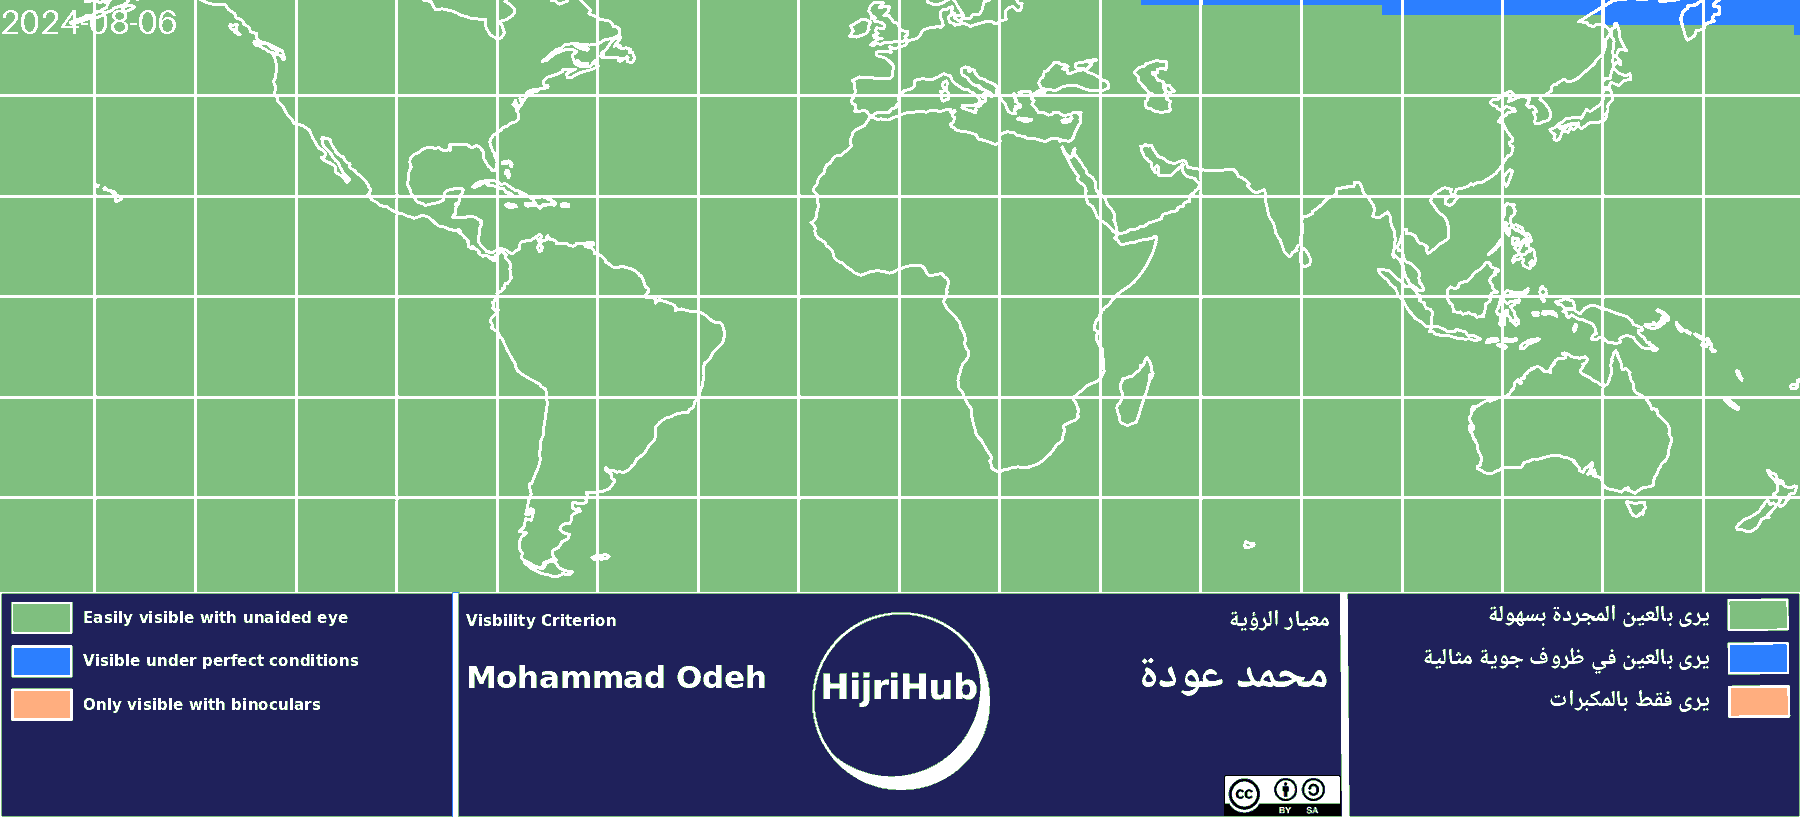 2024-08-06
Easily visible with unaided eye
Visible under perfect conditions
Only visible with binoculars
Visbility Criterion
Mohammad Odeh
HijriHub
معيار الرؤية
محمد عودة
cc
BY SA
يرى بالعين المجردة بسهولة
يرى بالعين في ظروف جوية مثالية
يرى فقط بالمكبرات